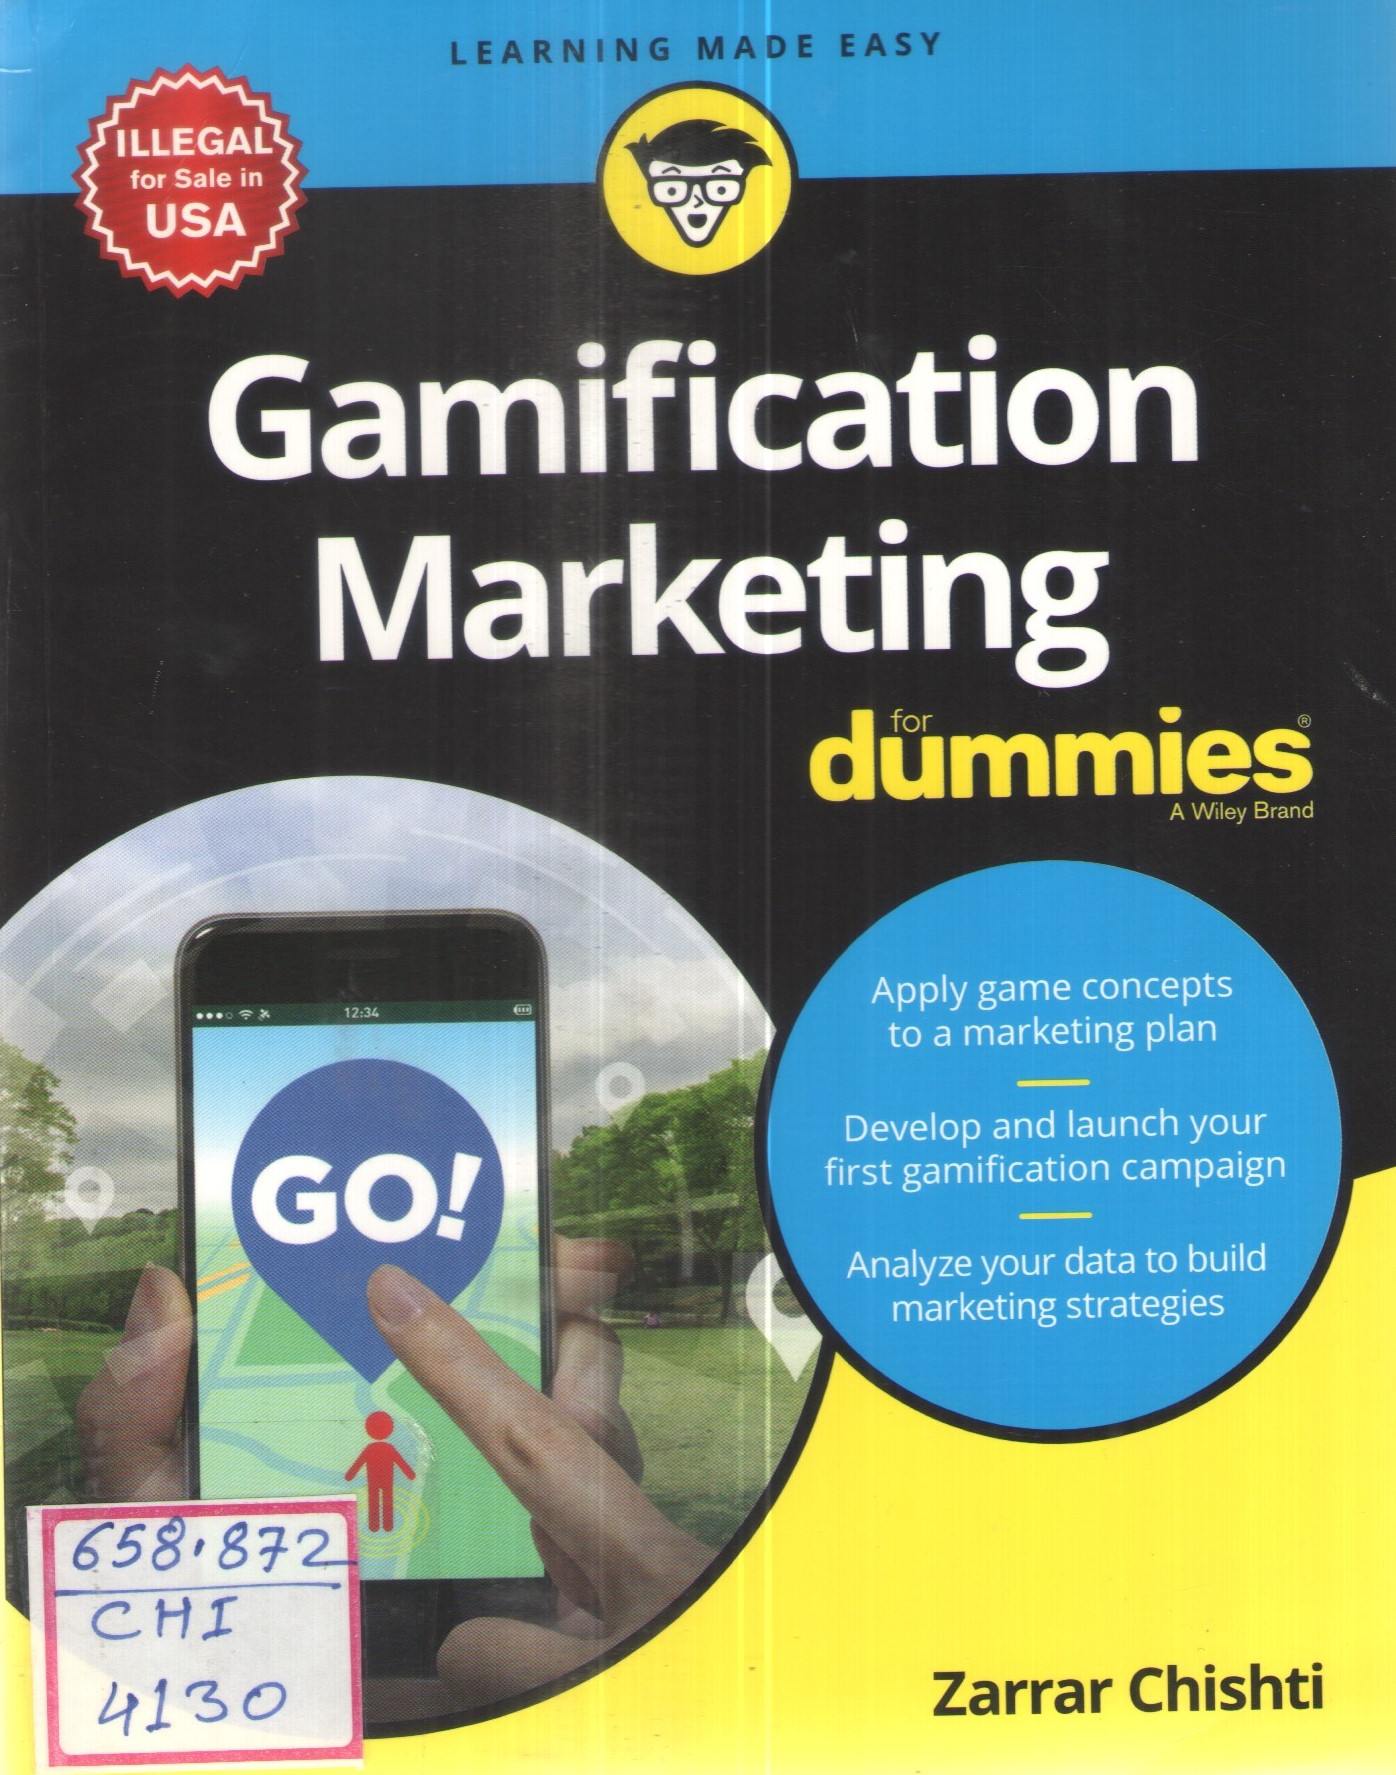 LEARNING MADE EASY
ILLEGAL
for Sale in
USA
Gamification
Marketing
for
dummies®
A Wiley Brand
12:34
GO!
Apply game concepts
to a marketing plan
Develop and launch your
first gamification campaign
Analyze your data to build
marketing strategies
658.872
CHI
4130
Zarrar Chishti